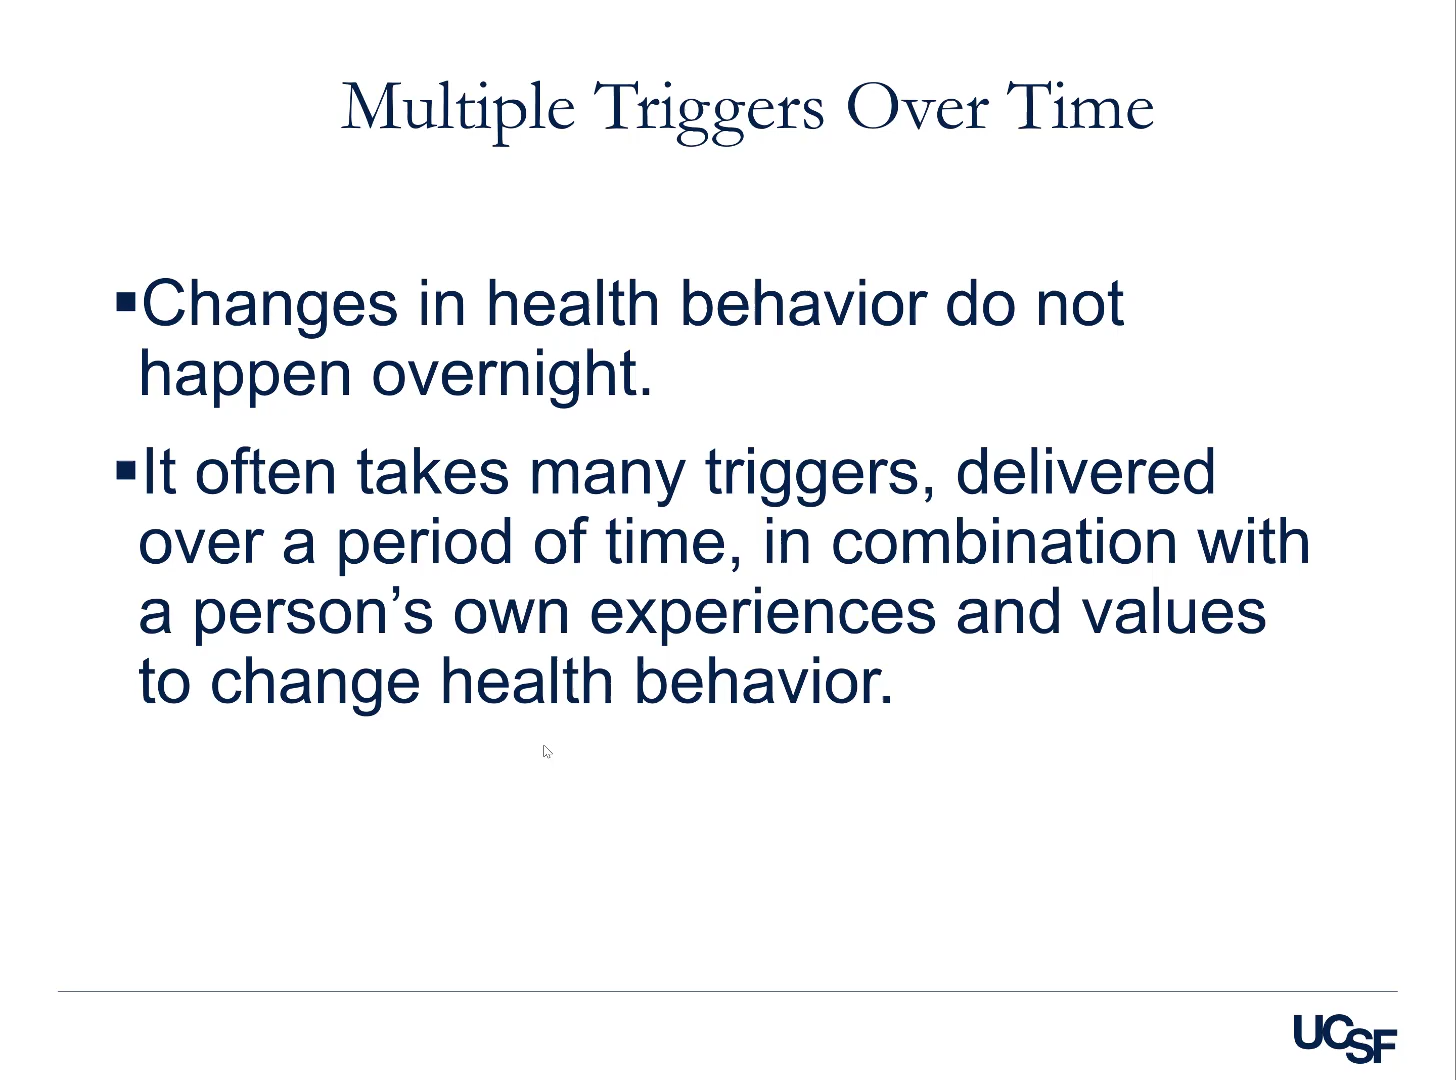 Multiple Triggers Over Time
▪Changes in health behavior do not
happen overnight.
▪It often takes many triggers, delivered
over a period of time, in combination with
a person’s own experiences and values
to change health behavior.
UCSF